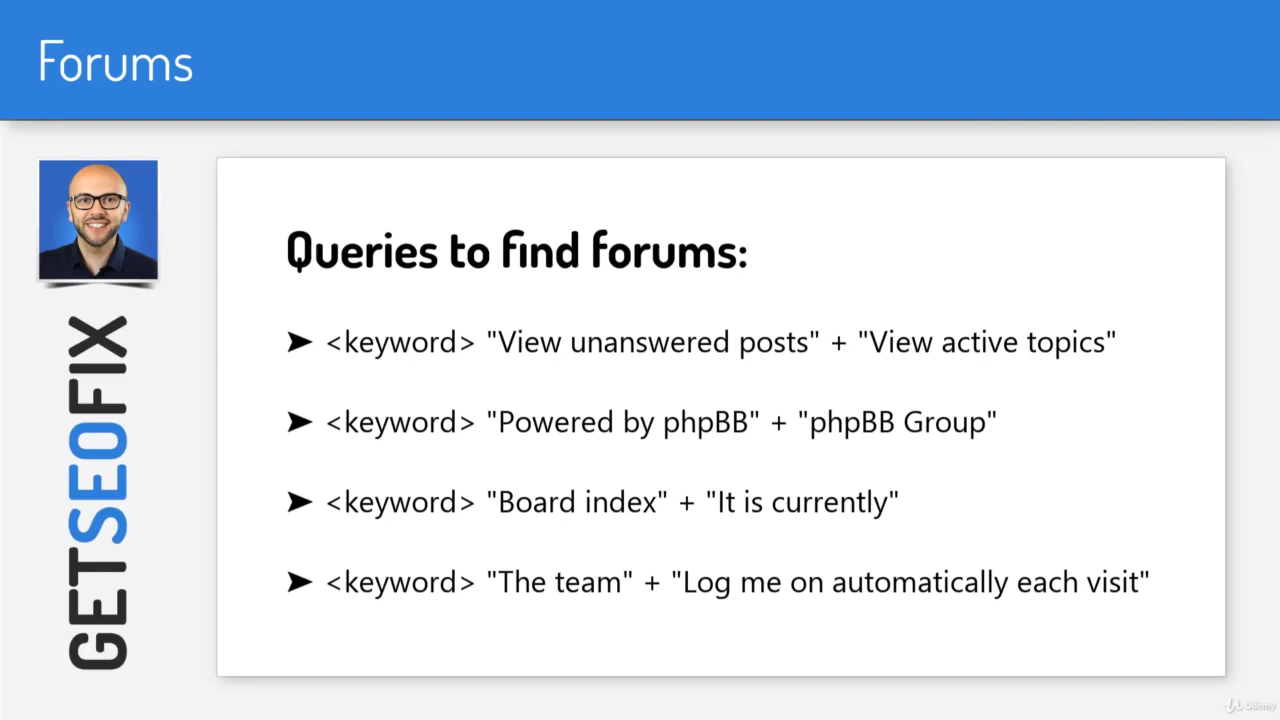 Forums
GETSEOFIX
Queries to find forums:
➤ <keyword> "View unanswered posts" + "View active topics"
➤ <keyword> "Powered by phpBB" + "phpBB Group"
➤ <keyword> "Board index" + "It is currently"
➤ <keyword> "The team" + "Log me on automatically each visit"
Udemy